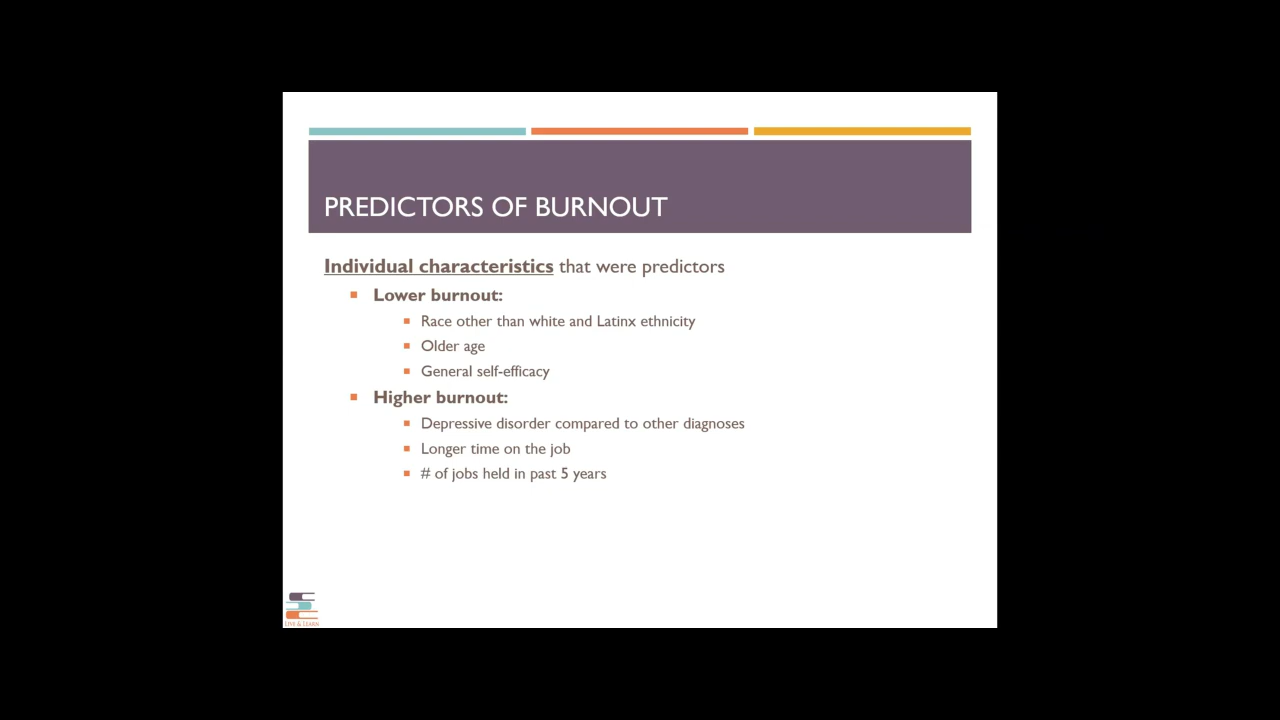 PREDICTORS OF BURNOUT
Individual characteristics that were predictors
Lower burnout:
Race other than white and Latinx ethnicity
Older age
General self-efficacy
Higher burnout:
Depressive disorder compared to other diagnoses
Longer time on the job
# of jobs held in past 5 years
LIVE & LEARN